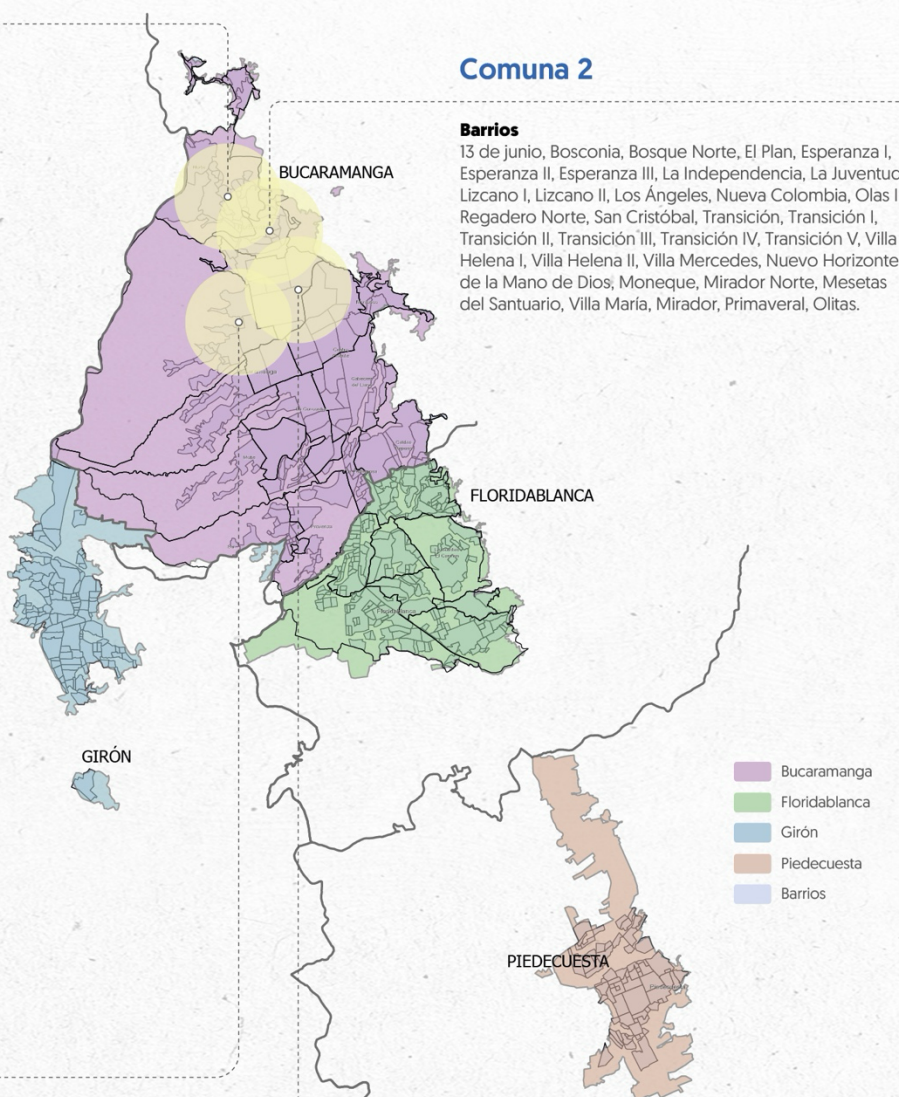 Comuna 2
Barrios
13 de junio, Bosconia, Bosque Norte, El Plan, Esperanza I,
Esperanza II, Esperanza III, La Independencia, La Juventud
Lizcano I, Lizcano II, Los Ángeles, Nueva Colombia, Olas I
Regadero Norte, San Cristóbal, Transición, Transición I,
Transición II, Transición III, Transición IV, Transición V, Villa
Helena I, Villa Helena II, Villa Mercedes, Nuevo Horizonte
de la Mano de Dios, Moneque, Mirador Norte, Mesetas
del Santuario, Villa María, Mirador, Primaveral, Olitas.
BUCARAMANGA
FLORIDABLANCA
GIRÓN
PIEDECUESTA
Bucaramanga
Floridablanca
Girón
Piedecuesta
Barrios